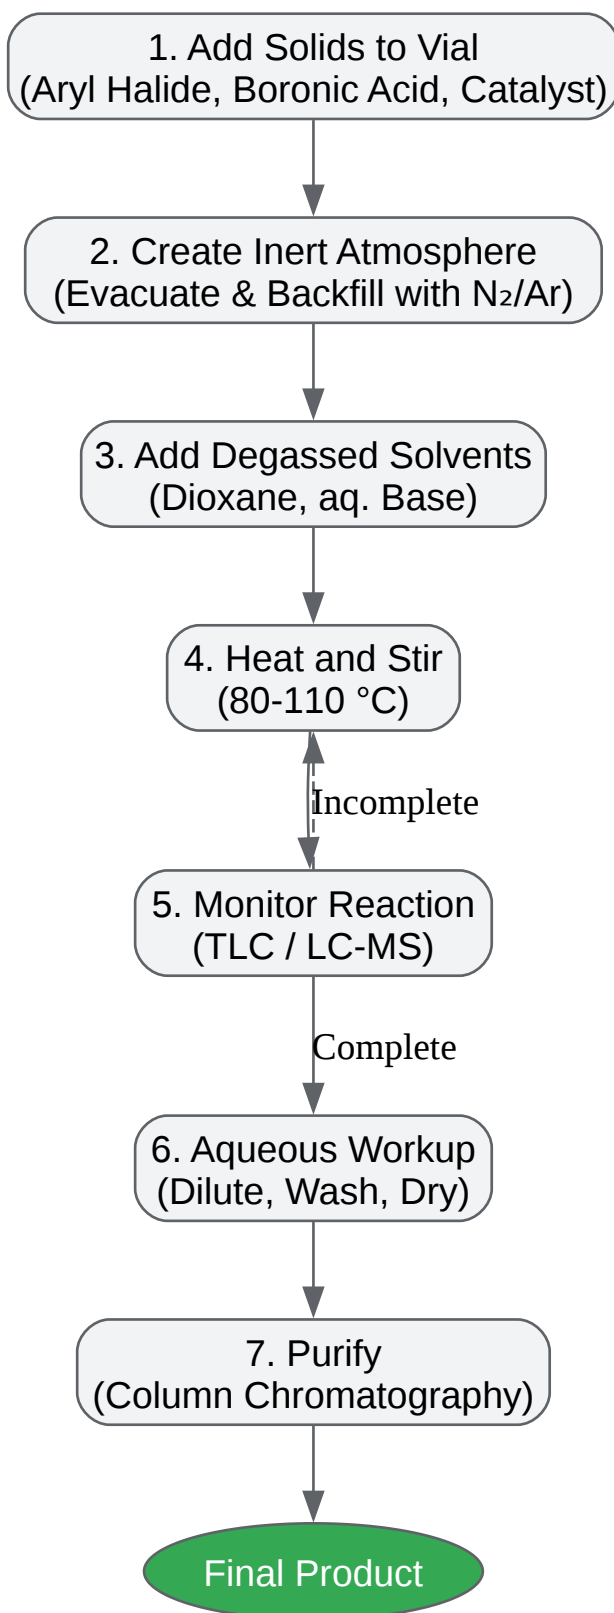 1. Add Solids to Vial
(Aryl Halide, Boronic Acid, Catalyst)
2. Create Inert Atmosphere
(Evacuate & Backfill with N₂/Ar)
3. Add Degassed Solvents
(Dioxane, aq. Base)
4. Heat and Stir
(80-110 °C)
Incomplete
5. Monitor Reaction
(TLC / LC-MS)
Complete
6. Aqueous Workup
(Dilute, Wash, Dry)
7. Purify
(Column Chromatography)
Final Product